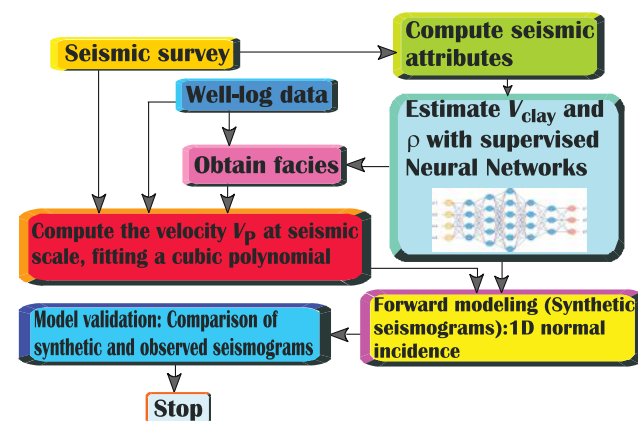 Seismic survey
Compute seismic
attributes
Well-log data
Estimate Vclay and
ρ with supervised
Neural Networks
Obtain facies
Compute the velocity VP at seismic
scale, fitting a cubic polynomial
Forward modeling (Synthetic
seismograms):1D normal
incidence
Model validation: Comparison of
synthetic and observed seismograms
Stop